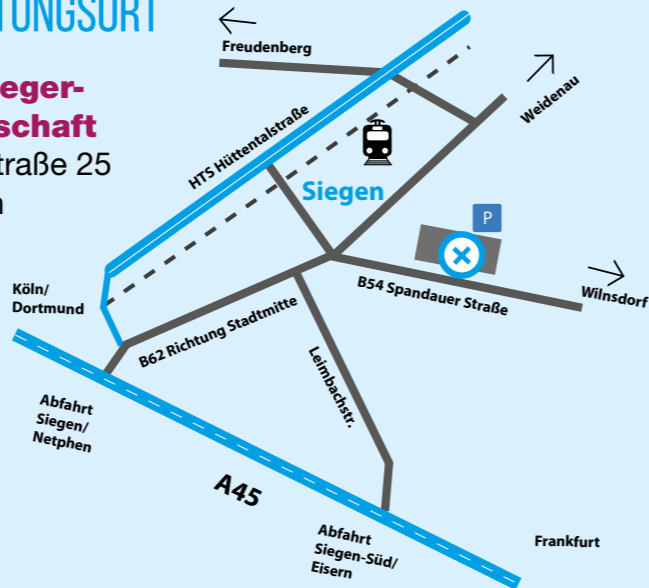 TUNGSORT
Freudenberg
eger-
schaft
traße 25
Weidenau
HTS Hüttentalstraße
Siegen
P
Köln/
Dortmund
Wilnsdorf
B54 Spandauer Straße
B62 Richtung Stadtmitte
Leimbachstr.
Abfahrt
Siegen/
Netphen
A45
Abfahrt
Siegen-Süd/
Eisern
Frankfurt